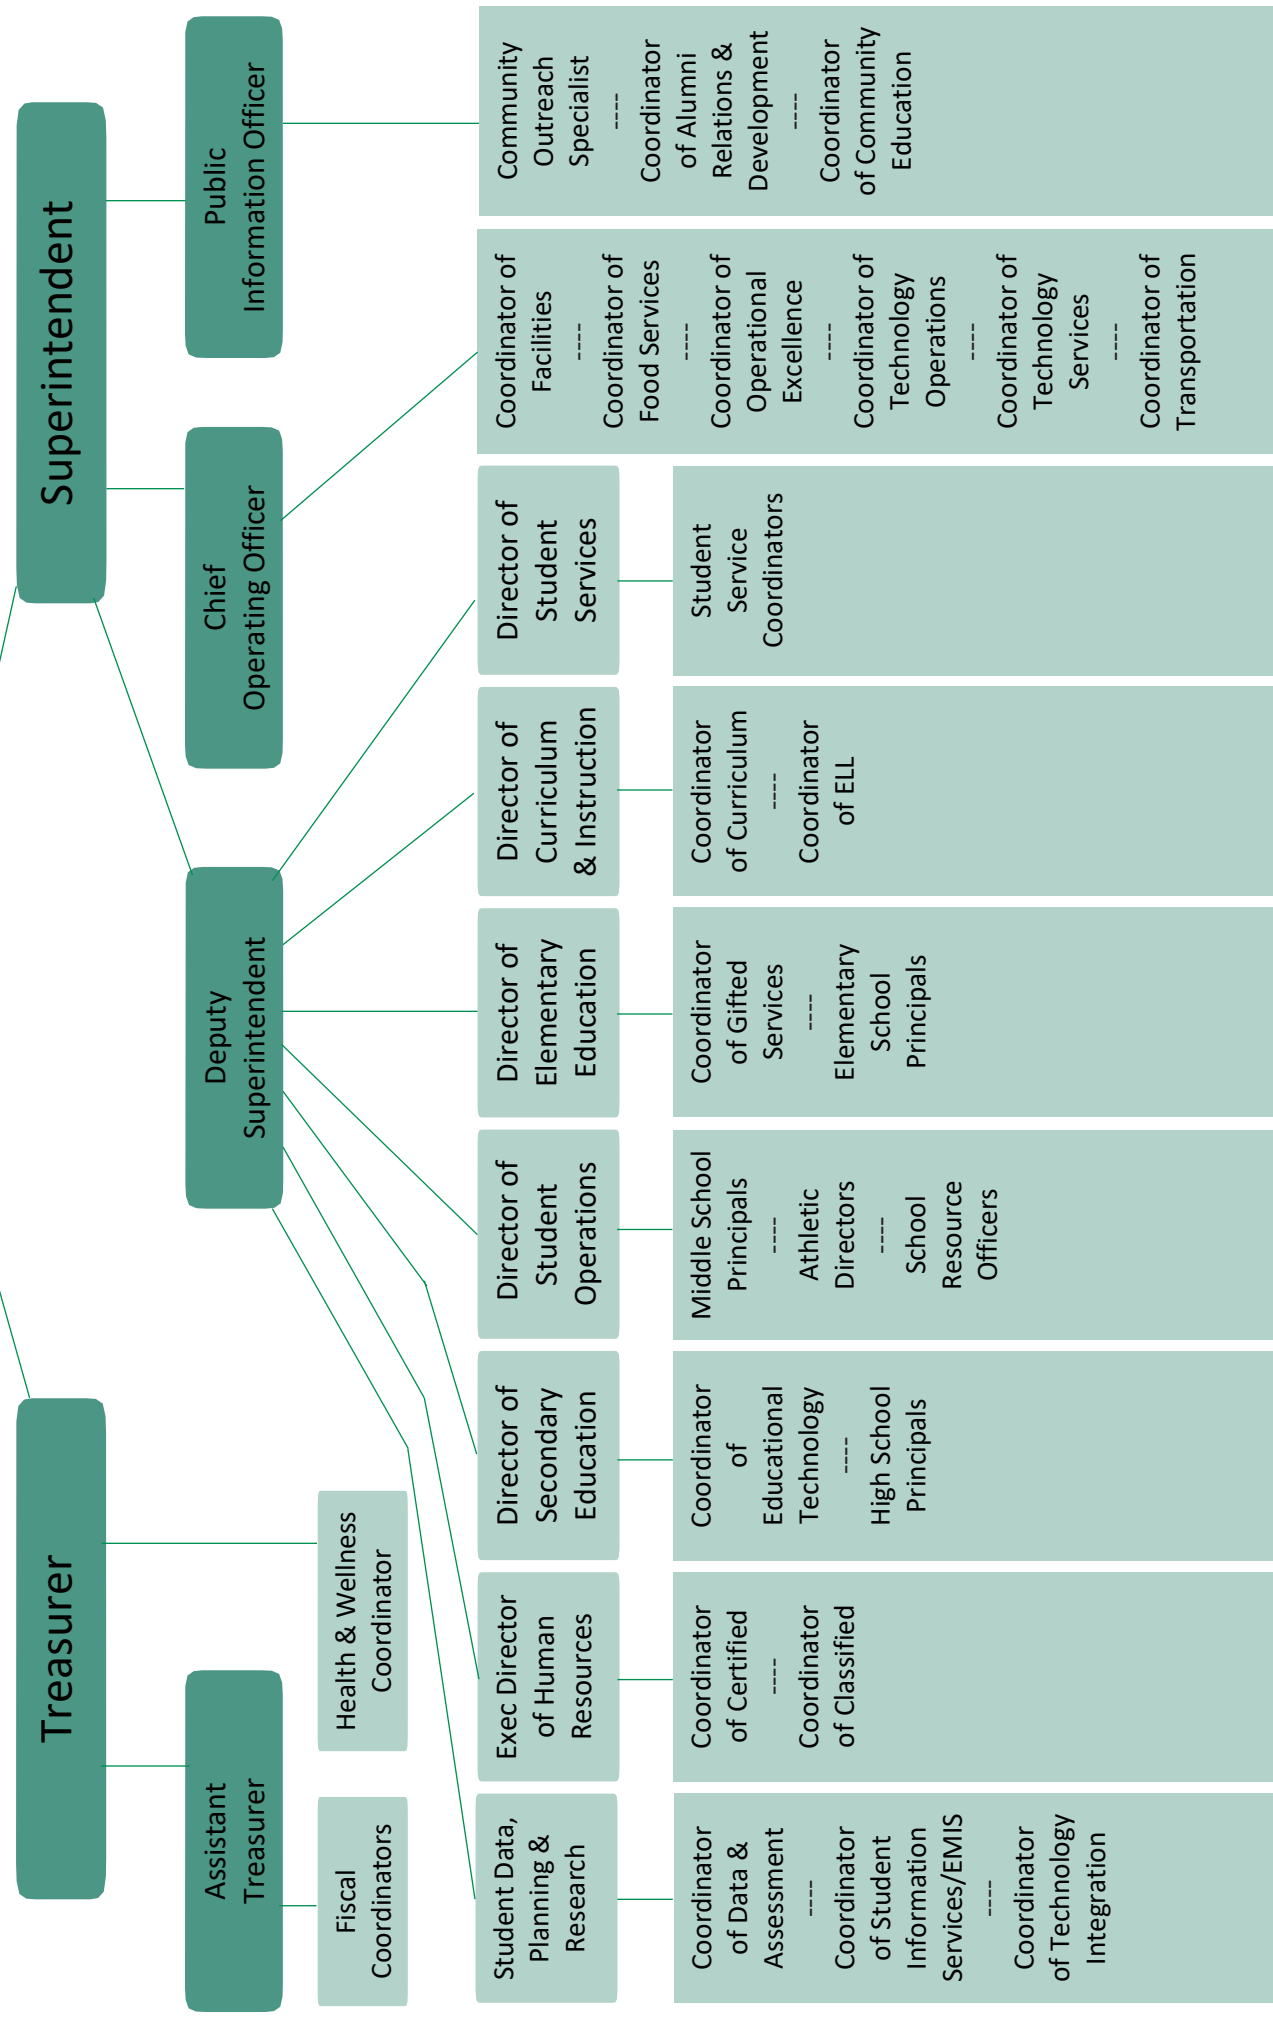 Treasurer
Superintendent
Assistant
Treasurer
Deputy
Superintendent
Chief
Operating Officer
Public
Information Officer
Fiscal
Coordinators
Health & Wellness
Coordinator
Student Data,
Planning &
Research
Exec Director
of Human
Resources
Director of
Secondary
Education
Director of
Student
Operations
Director of
Elementary
Education
Director of
Curriculum
& Instruction
Director of
Student
Services
Coordinator of
Facilities
----
Coordinator of
Food Services
----
Coordinator of
Operational
Excellence
----
Coordinator of
Technology
Operations
----
Coordinator of
Technology
Services
----
Coordinator of
Transportation
Community
Outreach
Specialist
----
Coordinator
of Alumni
Relations &
Development
----
Coordinator
of Community
Education
Coordinator
of Data &
Assessment
----
Coordinator
of Student
Information
Services/EMIS
----
Coordinator
of Technology
Integration
Coordinator
of Certified
----
Coordinator
of Classified
Coordinator
of
Educational
Technology
----
High School
Principals
Middle School
Principals
----
Athletic
Directors
----
School
Resource
Officers
Coordinator
of Gifted
Services
----
Elementary
School
Principals
Coordinator
of Curriculum
----
Coordinator
of ELL
Student
Service
Coordinators